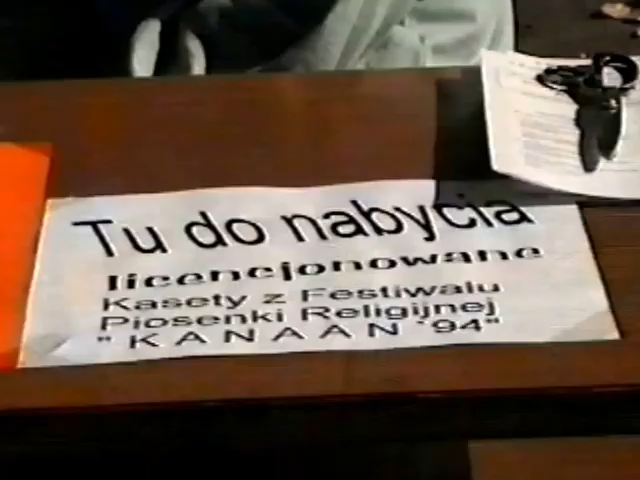 Tu do nabycia
licencjonowane
Kasety z Festiwalu
Piosenki Religijnej
" K A N A A N '94"